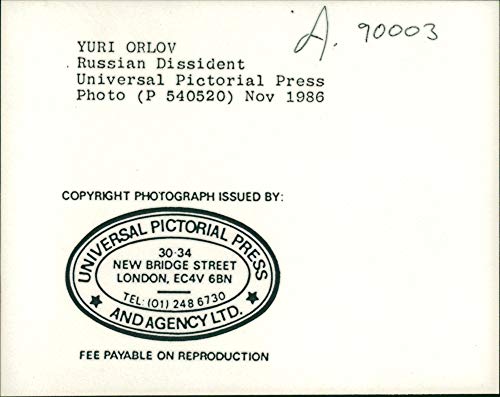 A. 90003
YURI ORLOV
Russian Dissident
Universal Pictorial Press
Photo (P 540520) Nov 1986
COPYRIGHT PHOTOGRAPH ISSUED BY:
UNIVERSAL PICTORIAL PRESS
30-34
NEW BRIDGE STREET
LONDON, EC4V 6BN
TEL: (01) 248 6730
AND AGENCY LTD.
FEE PAYABLE ON REPRODUCTION